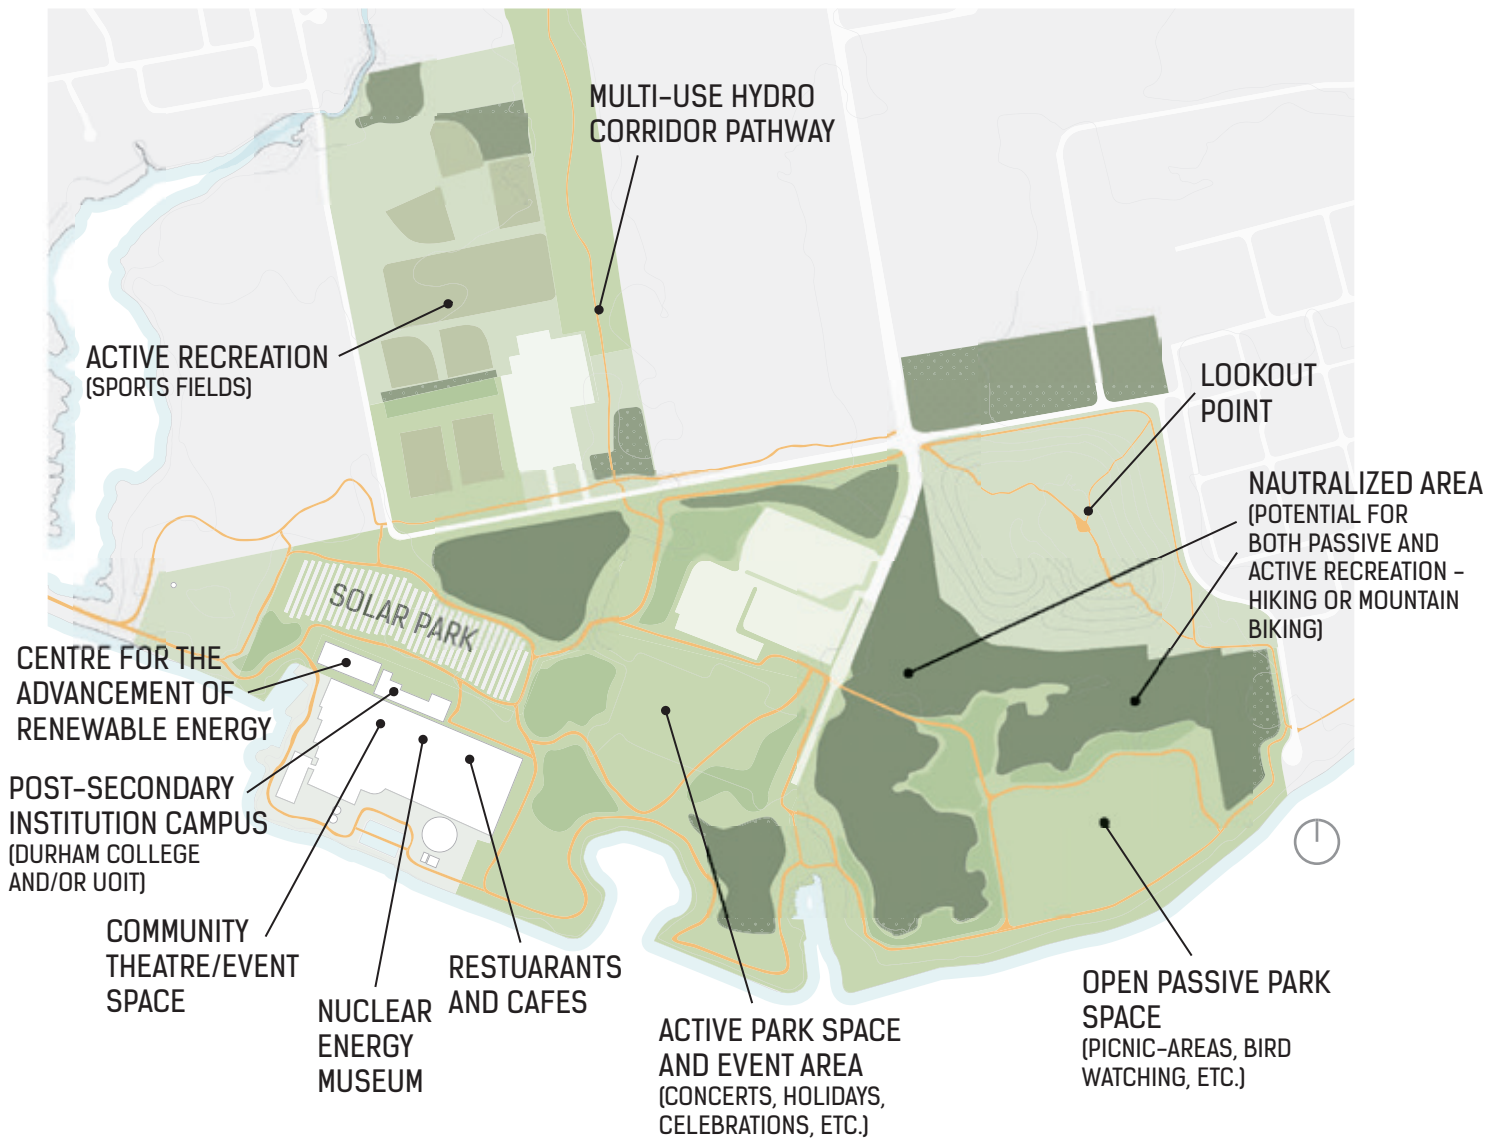 MULTI-USE HYDRO
CORRIDOR PATHWAY
ACTIVE RECREATION
(SPORTS FIELDS)
LOOKOUT
POINT
NAUTRALIZED AREA
(POTENTIAL FOR
BOTH PASSIVE AND
ACTIVE RECREATION -
HIKING OR MOUNTAIN
BIKING)
SOLAR PARK
CENTRE FOR THE
ADVANCEMENT OF
RENEWABLE ENERGY
POST-SECONDARY
INSTITUTION CAMPUS
(DURHAM COLLEGE
AND/OR UOIT)
COMMUNITY
THEATRE/EVENT
SPACE
NUCLEAR
ENERGY
MUSEUM
RESTUARANTS
AND CAFES
ACTIVE PARK SPACE
AND EVENT AREA
(CONCERTS, HOLIDAYS,
CELEBRATIONS, ETC.)
OPEN PASSIVE PARK
SPACE
(PICNIC-AREAS, BIRD
WATCHING, ETC.)